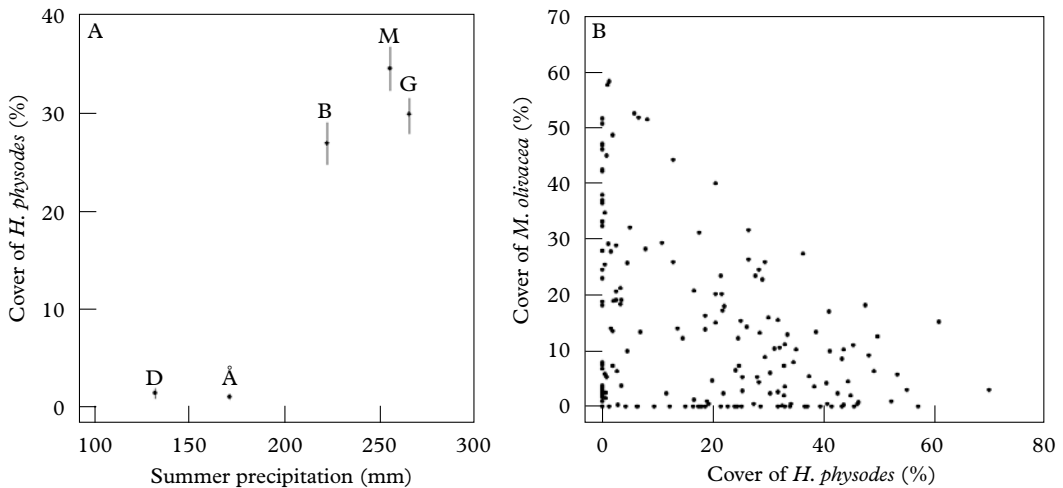 A
40
30
20
10
0
100
150
200
250
300
D
Å
B
M
G
Cover of H. physodes (%)
Summer precipitation (mm)
B
70
60
50
40
30
20
10
0
0
20
40
60
80
Cover of M. olivacea (%)
Cover of H. physodes (%)